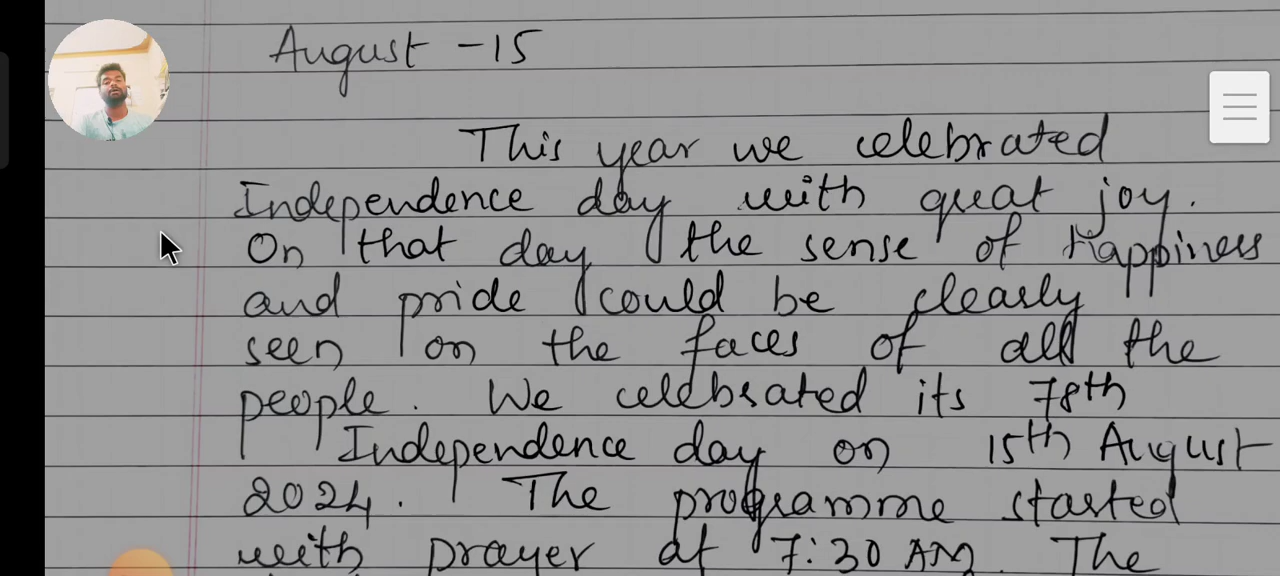 August - 15
This year we celebrated
Independence day with great joy.
On that day the sense of Happiness
and pride could be clearly
seen on the faces of all the
people. We celebrated its 78th
Independence day on 15th August
2024. The programme started
with prayer at 7:30 AM. The